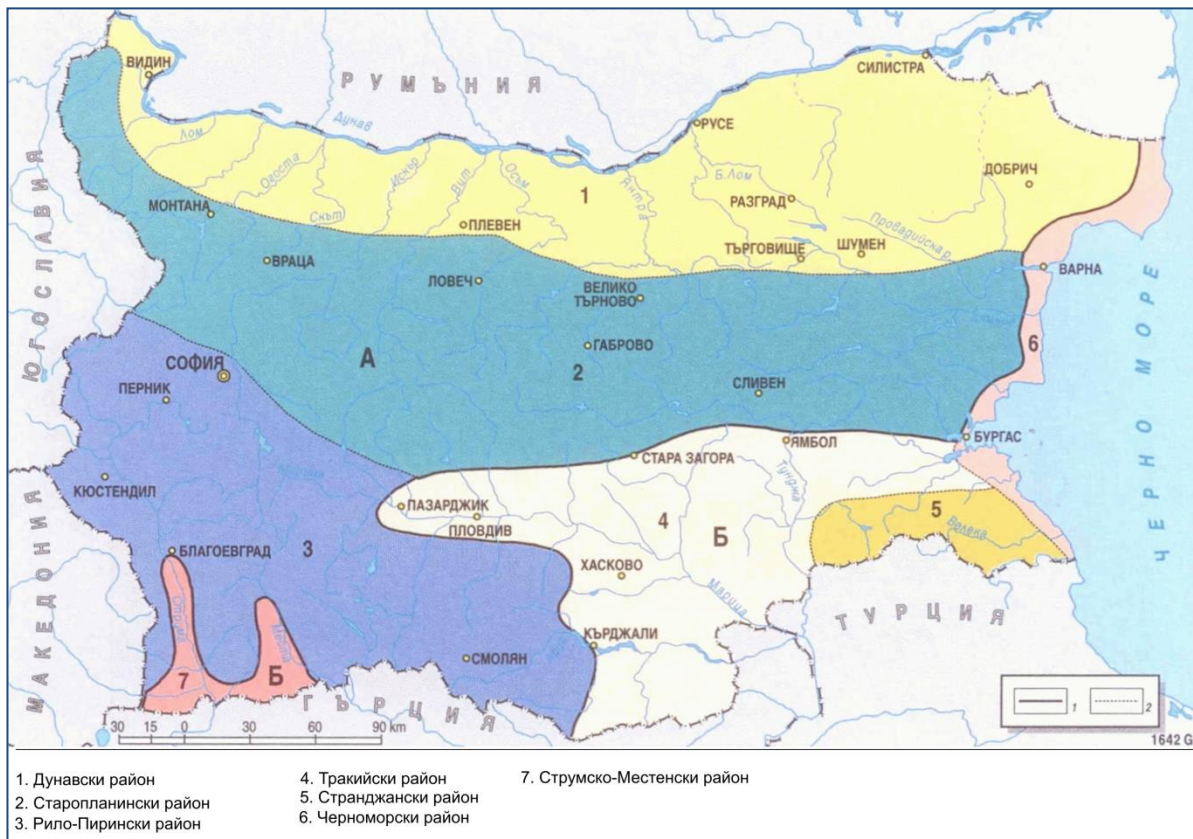 РУМЪНИЯ
ВИДИН
СИЛИСТРА
Дунав
РУСЕ
Лом
ДОБРИЧ
Огоста
Искър
Вит
Осъм
1
Янтра
Б.Лом
РАЗГРАД
МОНТАНА
Скът
ПЛЕВЕН
Провадийска р.
ТЪРГОВИЩЕ
ШУМЕН
ВРАЦА
ЛОВЕЧ
ВЕЛИКО
ТЪРНОВО
ВАРНА
ЮГОСЛАВИЯ
ЧЕРНО МОРЕ
СОФИЯ
А
ГАБРОВО
2
6
ПЕРНИК
СЛИВЕН
СТАРА ЗАГОРА
ЯМБОЛ
БУРГАС
Тунджа
КЮСТЕНДИЛ
ПАЗАРДЖИК
ПЛОВДИВ
4
Б
5
Велека
МАКЕДОНИЯ
БЛАГОЕВГРАД
3
ХАСКОВО
Марица
Струма
Места
КЪРДЖАЛИ
ТУРЦИЯ
СМОЛЯН
7
Б
ГЪРЦИЯ
30 15 0 30 60 90 km
1 2
1642 G
1. Дунавски район
2. Старопланински район
3. Рило-Пирински район
4. Тракийски район
5. Странджански район
6. Черноморски район
7. Струмско-Местенски район